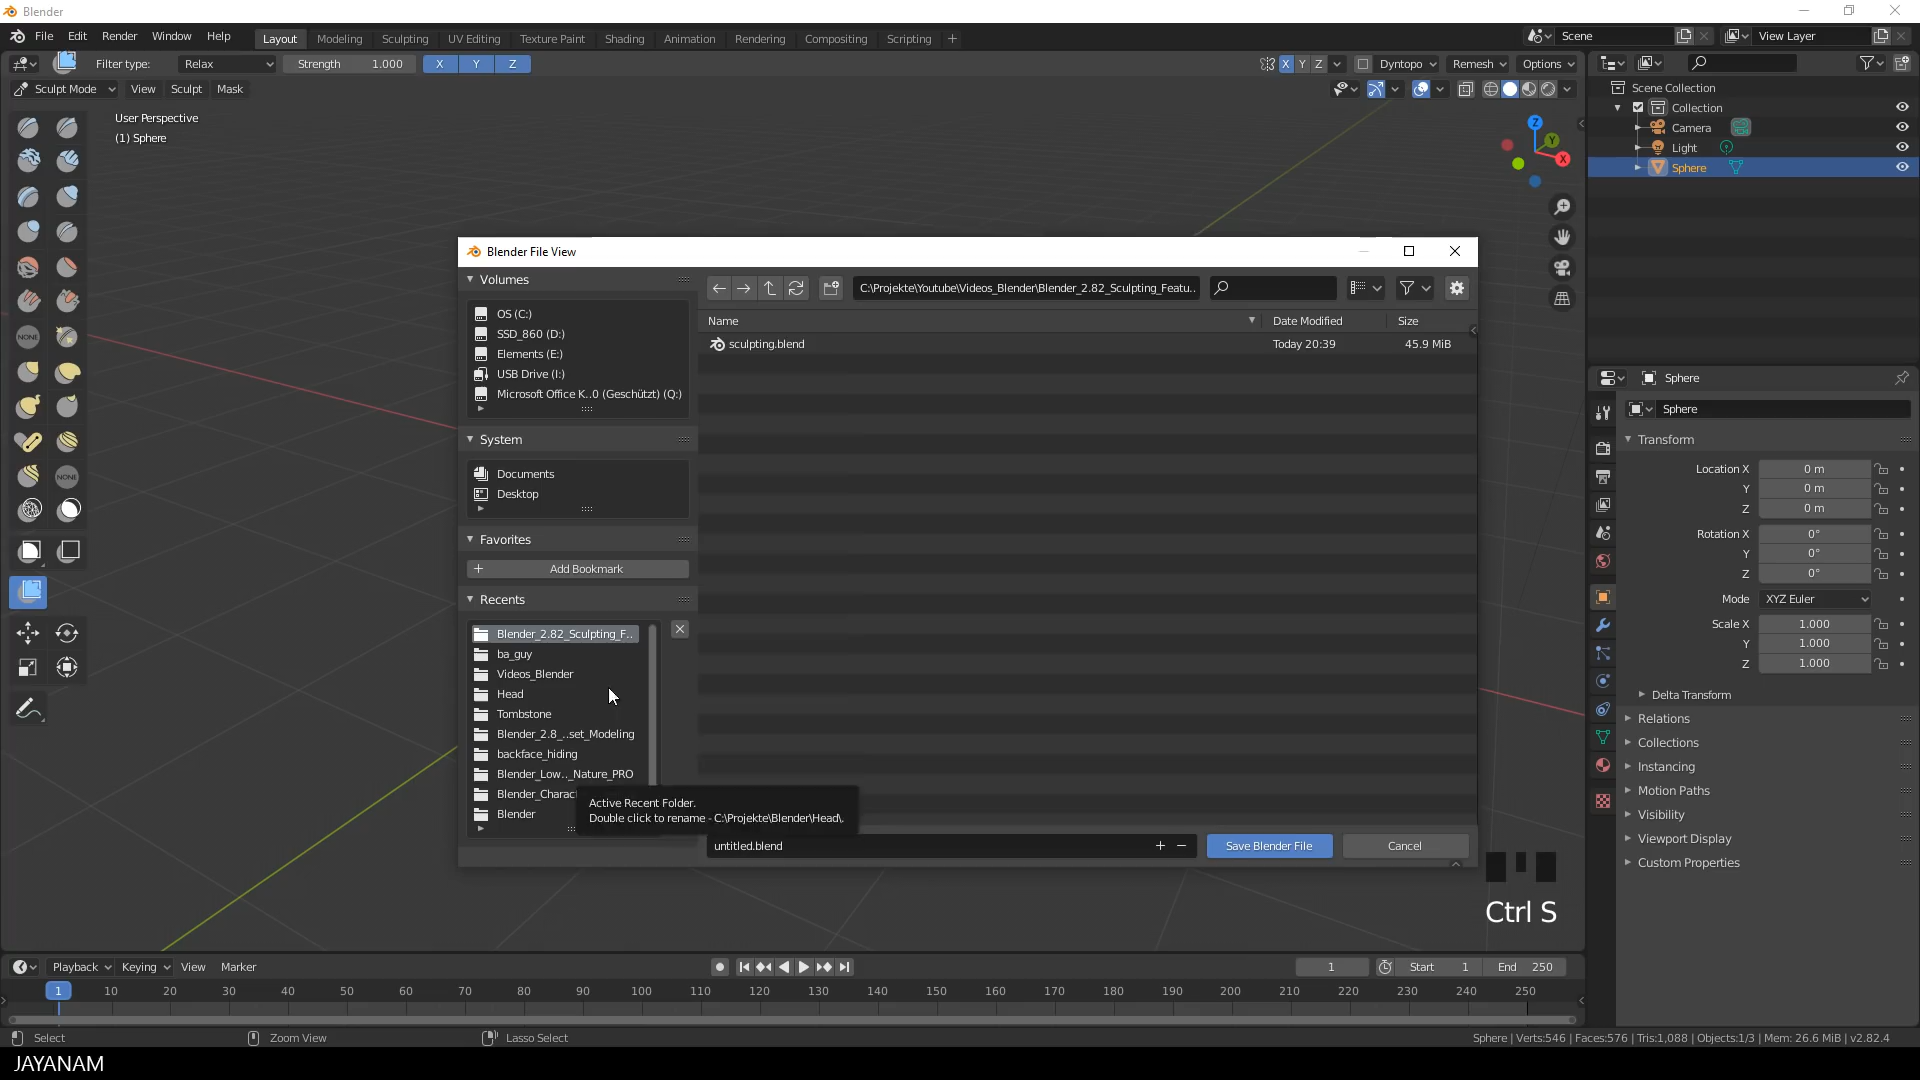 Blender
File Edit Render Window Help
Layout Modeling Sculpting UV Editing Texture Paint Shading Animation Rendering Compositing Scripting +
Scene View Layer
Filter type: Relax Strength 1.000 X Y Z
X Y Z Dyntopo Remesh Options
Sculpt Mode View Sculpt Mask
User Perspective
(1) Sphere
Z
Y
X
NONE
NONE
Scene Collection
Collection
Camera
Light
Sphere
Blender File View
Volumes
OS (C:)
SSD_860 (D:)
Elements (E:)
USB Drive (I:)
Microsoft Office K..0 (Geschützt) (Q:)
System
Documents
Desktop
Favorites
+ Add Bookmark
Recents
Blender_2.82_Sculpting_F..
ba_guy
Videos_Blender
Head
Tombstone
Blender_2.8_..set_Modeling
backface_hiding
Blender_Low.._Nature_PRO
Blender_Charact
Blender
C:\Projekte\Youtube\Videos_Blender\Blender_2.82_Sculpting_Featu..
Name Date Modified Size
sculpting.blend Today 20:39 45.9 MiB
Active Recent Folder.
Double click to rename - C:\Projekte\Blender\Head\.
untitled.blend + − Save Blender File Cancel
Ctrl S
Sphere
Sphere
Transform
Location X 0 m
Y 0 m
Z 0 m
Rotation X 0°
Y 0°
Z 0°
Mode XYZ Euler
Scale X 1.000
Y 1.000
Z 1.000
Delta Transform
Relations
Collections
Instancing
Motion Paths
Visibility
Viewport Display
Custom Properties
Playback Keying View Marker
1 Start 1 End 250
1 10 20 30 40 50 60 70 80 90 100 110 120 130 140 150 160 170 180 190 200 210 220 230 240 250
Select Zoom View Lasso Select
Sphere | Verts:546 | Faces:576 | Tris:1,088 | Objects:1/3 | Mem: 26.6 MiB | v2.82.4
JAYANAM